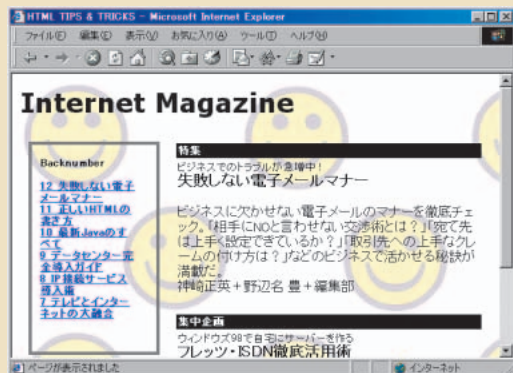 HTML TIPS & TRICKS - Microsoft Internet Explorer
ファイル(F) 編集(E) 表示(V) お気に入り(A) ツール(T) ヘルプ(H)
Internet Magazine
Backnumber
12 失敗しない電子
メールマナー
11 正しいHTMLの
書き方
10 最新Javaのす
べて
9 データセンター完
全導入ガイド
8 IP接続サービス
導入術
7 テレビとインター
ネットの大融合
特集
ビジネスでのトラブルが急増中！
失敗しない電子メールマナー
ビジネスに欠かせない電子メールのマナーを徹底チェ
ック。「相手にNOと言わせない交渉術とは？」「宛て先
は上手く設定できているか？」「取引先への上手なクレ
ームの付け方は？」などのビジネスで活かせる秘訣が
満載だ。
神崎正英＋野辺名 豊＋編集部
集中企画
ウィンドウズ98で自宅にサーバーを作る
フレッツ・ISDN徹底活用術
ページが表示されました
インターネット